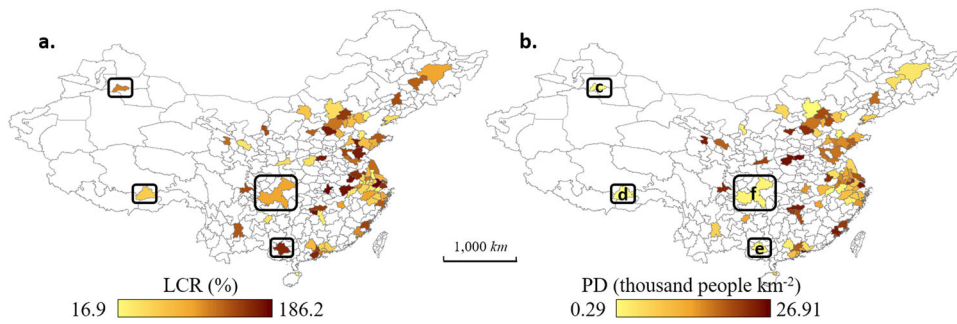 a.
b.
c
d
f
e
1,000 km
LCR (%)
16.9 186.2
PD (thousand people km-2)
0.29 26.91